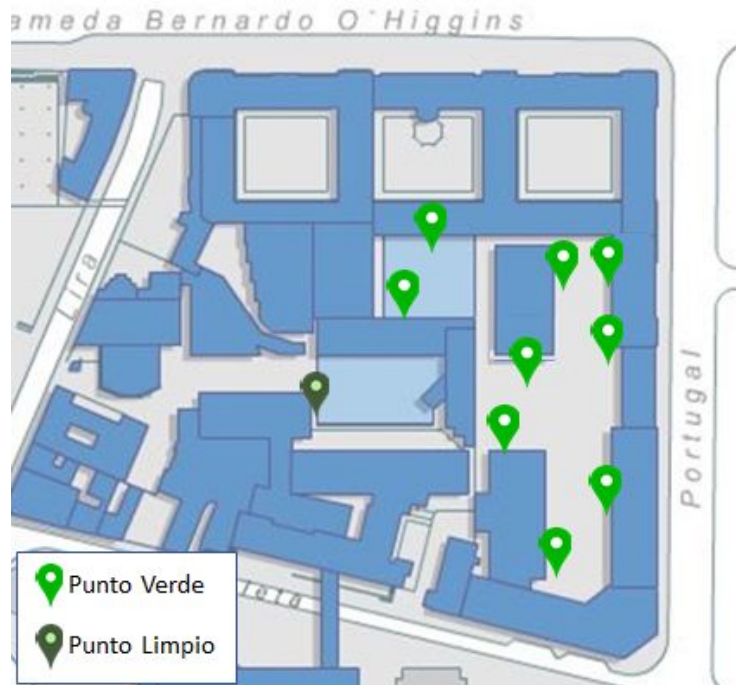 ameda Bernardo O´Higgins
Lira
Portugal
Punto Verde
Punto Limpio